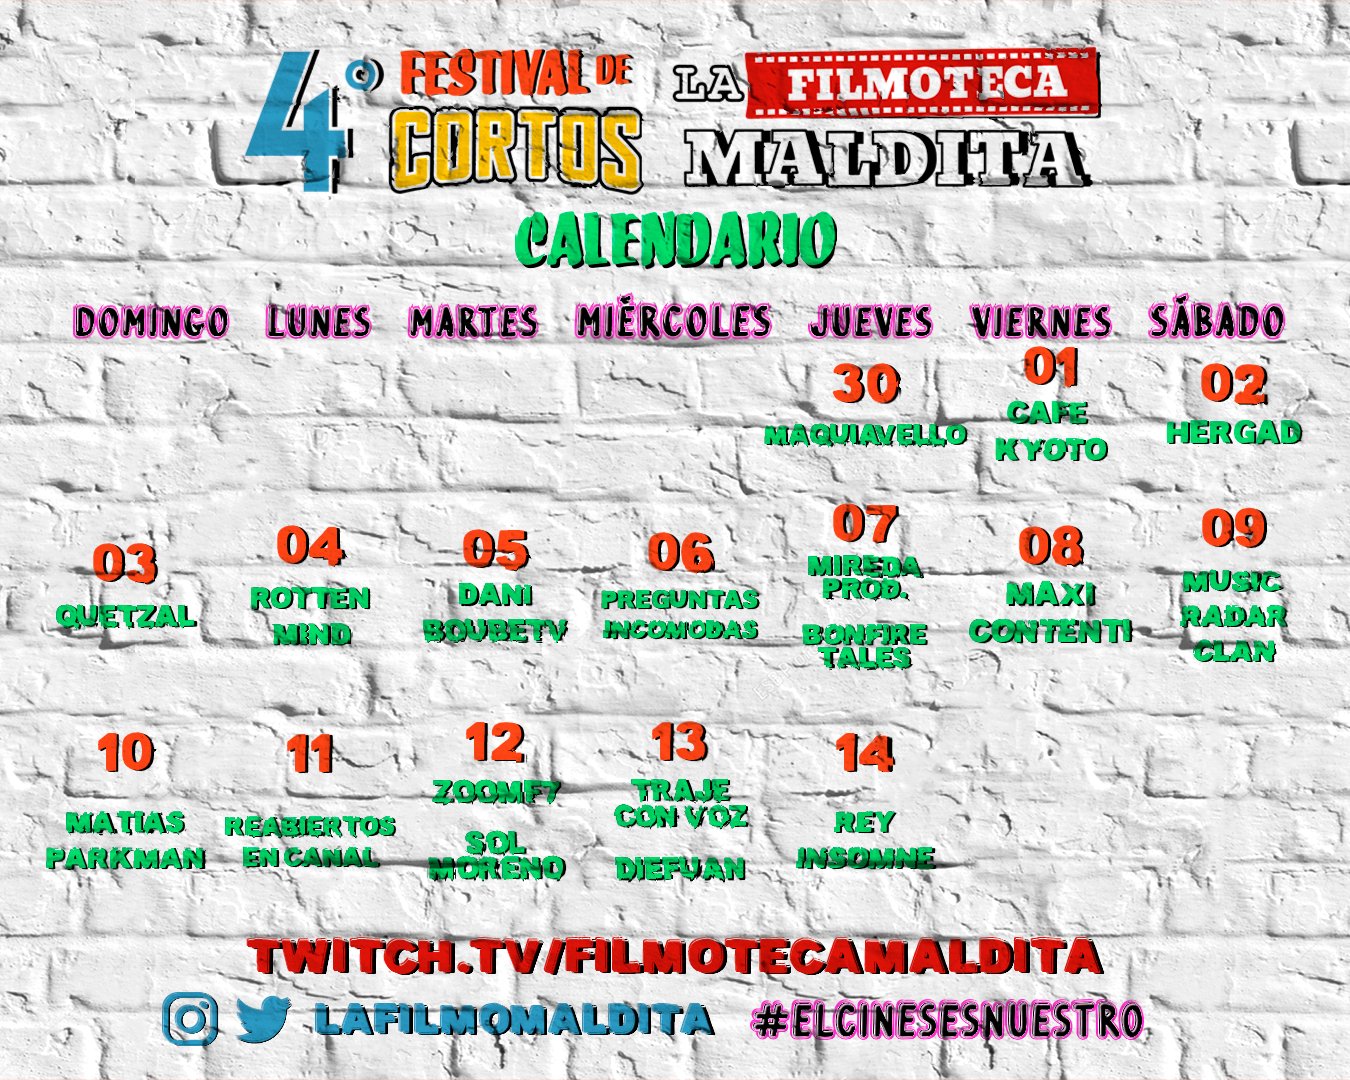 4º FESTIVAL DE CORTOS
LA FILMOTECA MALDITA
CALENDARIO
DOMINGO LUNES MARTES MIÉRCOLES JUEVES VIERNES SÁBADO
30
MAQUIAVELLO
01
CAFE
KYOTO
02
HERGAD
03
QUETZAL
04
ROYTEN
MIND
05
DANI
BOUBETV
06
PREGUNTAS
INCOMODAS
07
MIREDA
PROD.
BONFIRE
TALES
08
MAXI
CONTENTI
09
MUSIC
RADAR
CLAN
10
MATIAS
PARKMAN
11
REABIERTOS
EN CANAL
12
ZOOMF7
SOL
MORENO
13
TRAJE
CON VOZ
DIEFUAN
14
REY
INSOMNE
TWITCH.TV/FILMOTECAMALDITA
LAFILMOMALDITA #ELCINESESNUESTRO